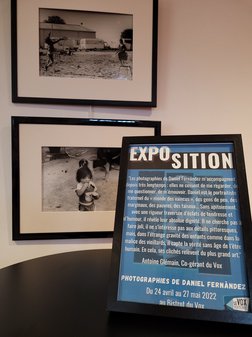 EXPO
SITION
"Les photographies de Daniel Fernández m'accompagnent
depuis très longtemps : elles ne cessent de me regarder, de
me questionner, de m'émouvoir. Daniel est le portraitiste
fraternel du « monde des vaincus », des gens de peu, des
marginaux, des pauvres, des taiseux... Sans apitoiement,
avec une rigueur traversée d'éclats de tendresse et
d'humour, il révèle leur absolue dignité. Il ne cherche pas à
faire joli, il ne s'intéresse pas aux détails pittoresques,
mais, dans l'étrange gravité des enfants comme dans la
malice des vieillards, il capte la vérité sans âge de l'être
humain. En cela, ses clichés relèvent du plus grand art."
Antoine Glémain, Co-gérant du Vox
PHOTOGRAPHIES DE DANIEL FERNÁNDEZ
Du 24 avril au 27 mai 2022
au Bistrot du Vox
VOX